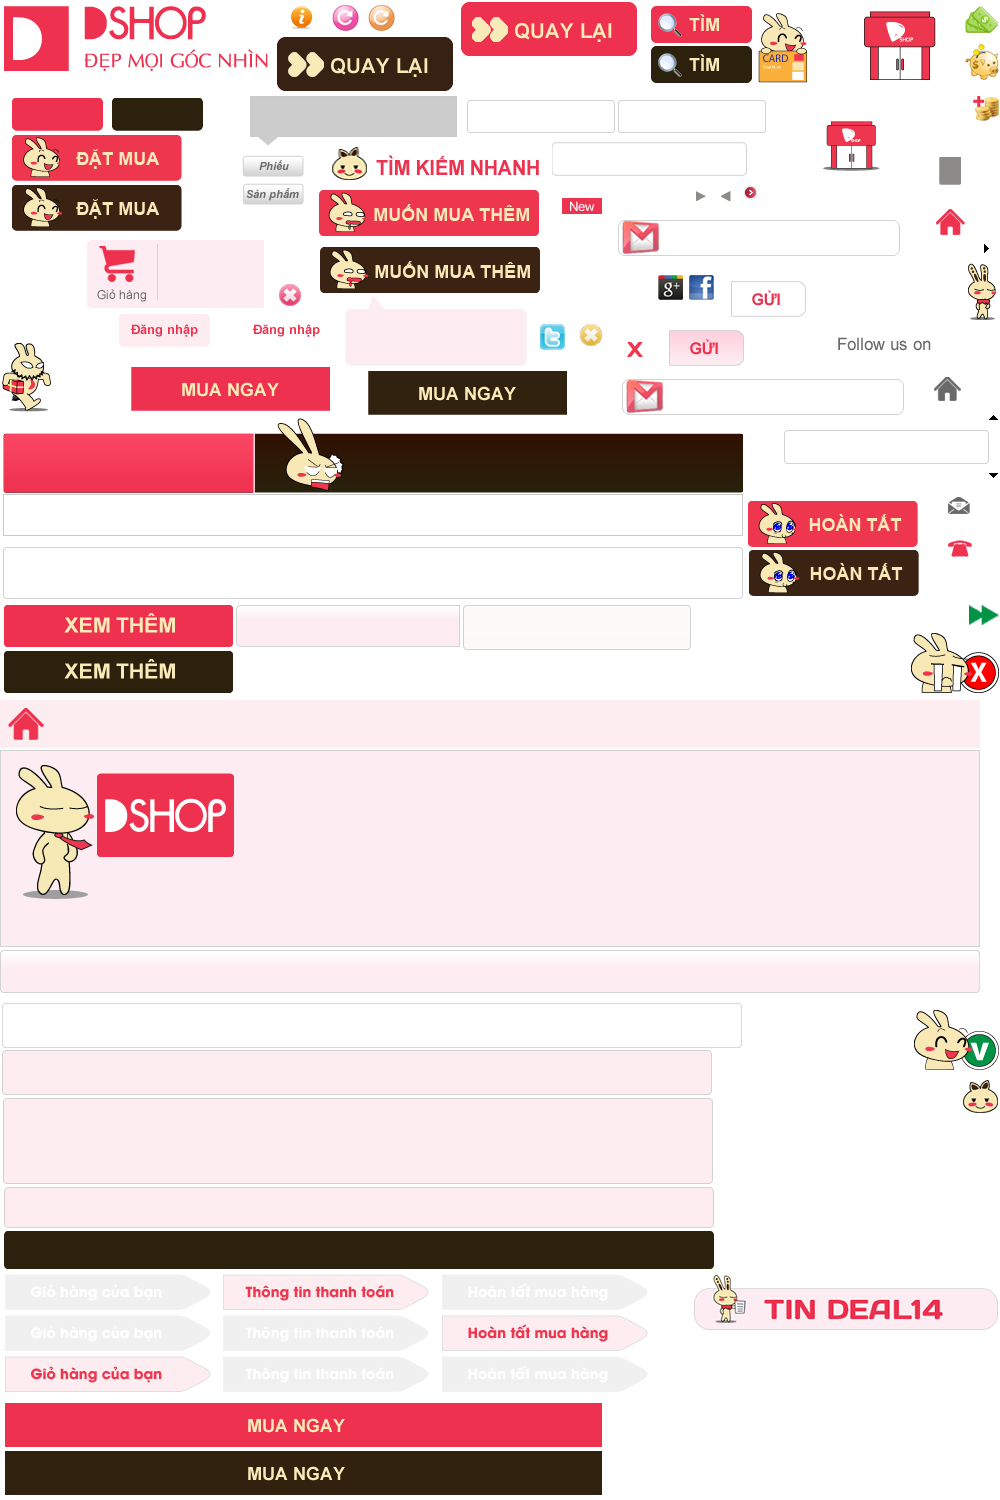 DSHOP
ĐẸP MỌI GÓC NHÌN
QUAY LẠI
QUAY LẠI
TÌM
TÌM
CARD
DSHOP
ĐẶT MUA
ĐẶT MUA
Phiếu
Sản phẩm
TÌM KIẾM NHANH
MUỐN MUA THÊM
New
MUỐN MUA THÊM
Giỏ hàng
g+
f
GỬI
Đăng nhập
Đăng nhập
t
X
GỬI
Follow us on
MUA NGAY
MUA NGAY
HOÀN TẤT
HOÀN TẤT
XEM THÊM
XEM THÊM
X
DSHOP
V
Giỏ hàng của bạn
Thông tin thanh toán
Hoàn tất mua hàng
Giỏ hàng của bạn
Thông tin thanh toán
Hoàn tất mua hàng
Giỏ hàng của bạn
Thông tin thanh toán
Hoàn tất mua hàng
TIN DEAL14
MUA NGAY
MUA NGAY